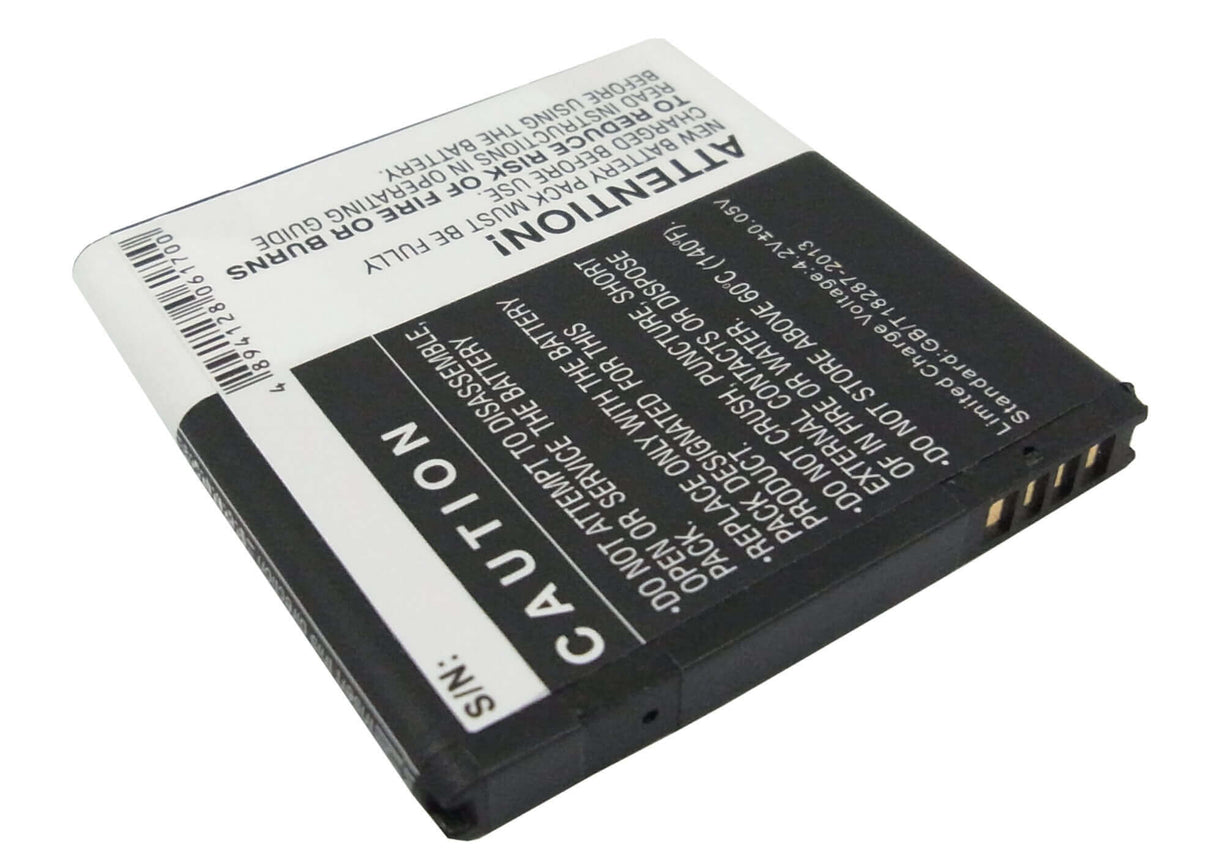 ATTENTION!
NEW BATTERY PACK MUST BE FULLY
CHARGED BEFORE USE.
TO REDUCE RISK OF FIRE OR BURNS
READ INSTRUCTIONS IN OPERATING GUIDE
BEFORE USING THE BATTERY.
4 894128 061700
S/N:
CAUTION
•DO NOT ATTEMPT TO DISASSEMBLE,
OPEN OR SERVICE THE BATTERY
PACK.
•REPLACE ONLY WITH THE BATTERY
PACK DESIGNATED FOR THIS
PRODUCT.
•DO NOT CRUSH, PUNCTURE, SHORT
EXTERNAL CONTACTS OR DISPOSE
OF IN FIRE OR WATER.
•DO NOT STORE ABOVE 60°C (140°F).
Limited Charge Voltage:4.2V±0.05V
Standard:GB/T18287-2013